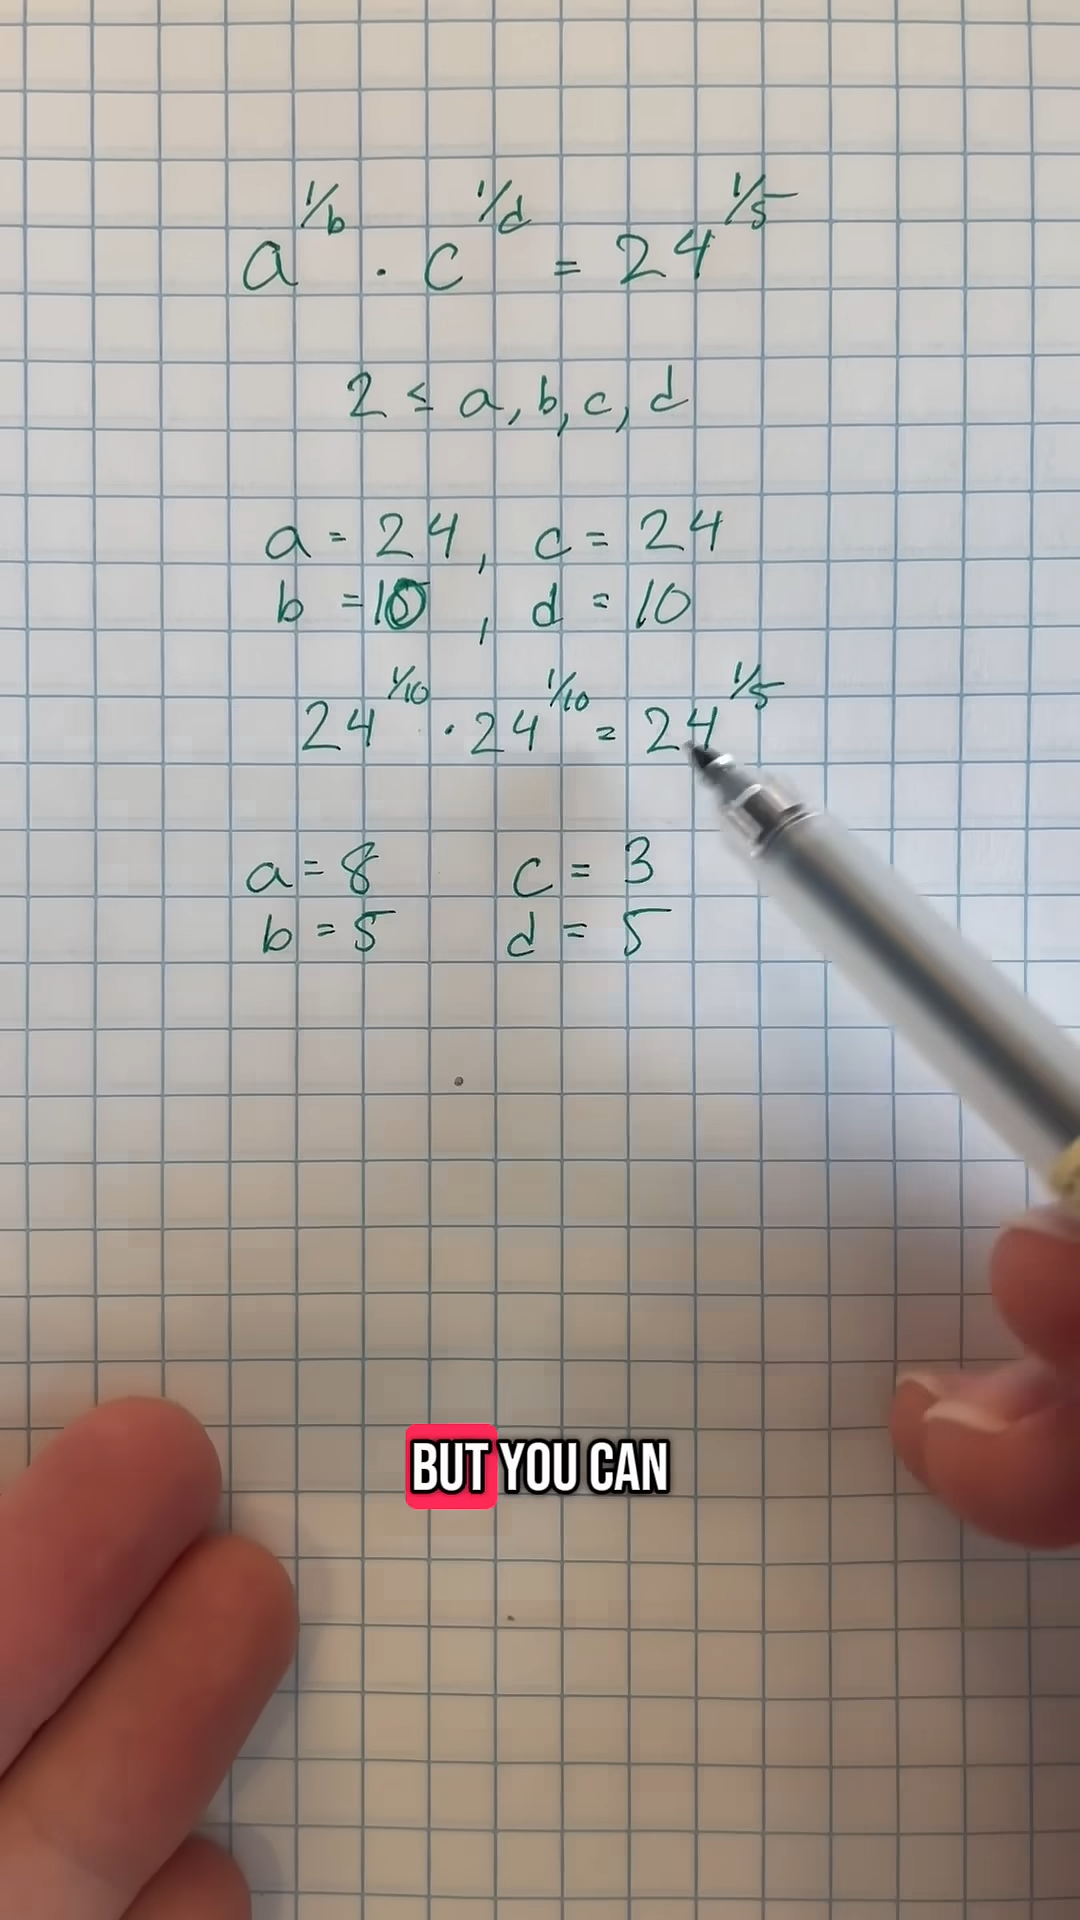 a^1/b · c^1/d = 24^1/5
2 ≤ a, b, c, d
a = 24, c = 24
b = 10, d = 10
24^1/10 · 24^1/10 = 24^1/5
a = 8 c = 3
b = 5 d = 5
BUT YOU CAN